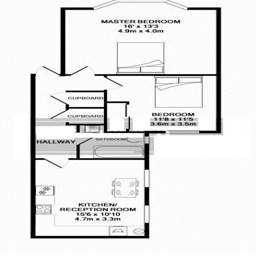 MASTER BEDROOM
16' x 13'3
4.9m x 4.0m
CUPBOARD
CUPBOARD
BEDROOM
11'8 x 11'5
3.6m x 3.5m
BATHROOM
HALLWAY
KITCHEN/
RECEPTION ROOM
15'6 x 10'10
4.7m x 3.3m